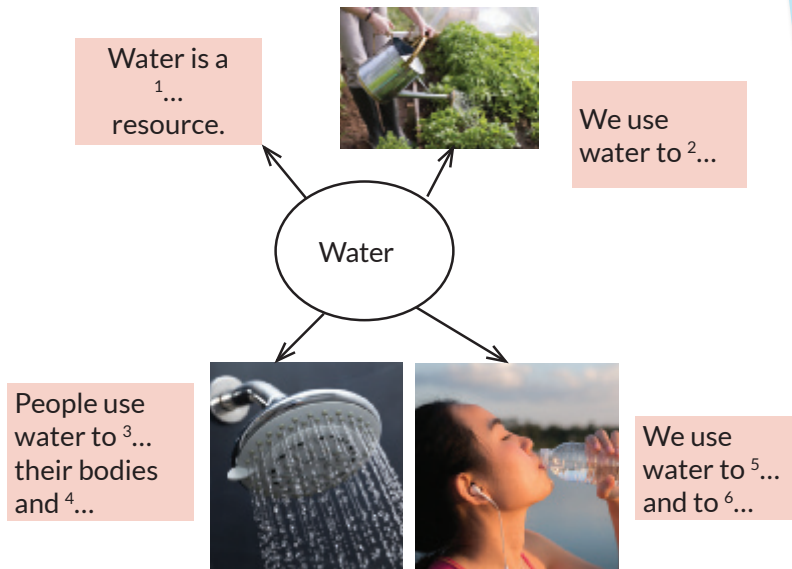 Water is a
1...
resource.
We use
water to 2...
Water
People use
water to 3...
their bodies
and 4...
We use
water to 5...
and to 6...